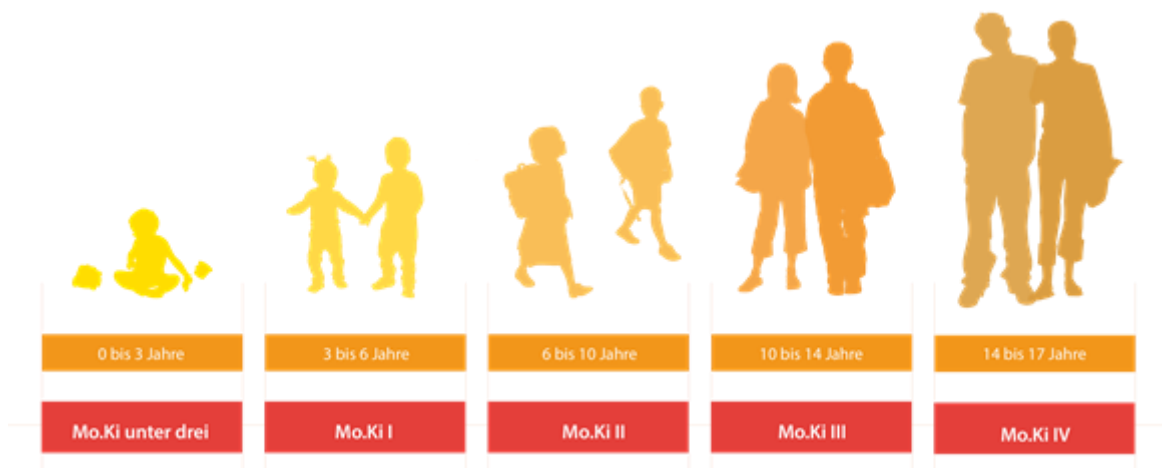 0 bis 3 Jahre
3 bis 6 Jahre
6 bis 10 Jahre
10 bis 14 Jahre
14 bis 17 Jahre
Mo.Ki unter drei
Mo.Ki I
Mo.Ki II
Mo.Ki III
Mo.Ki IV